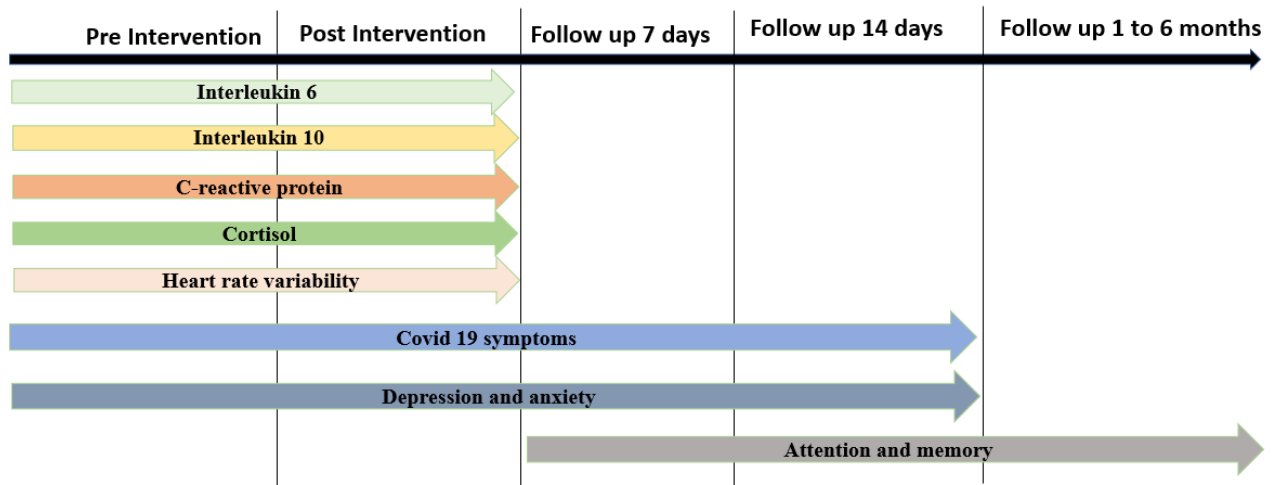 Pre Intervention
Post Intervention
Follow up 7 days
Follow up 14 days
Follow up 1 to 6 months
Interleukin 6
Interleukin 10
C-reactive protein
Cortisol
Heart rate variability
Covid 19 symptoms
Depression and anxiety
Attention and memory